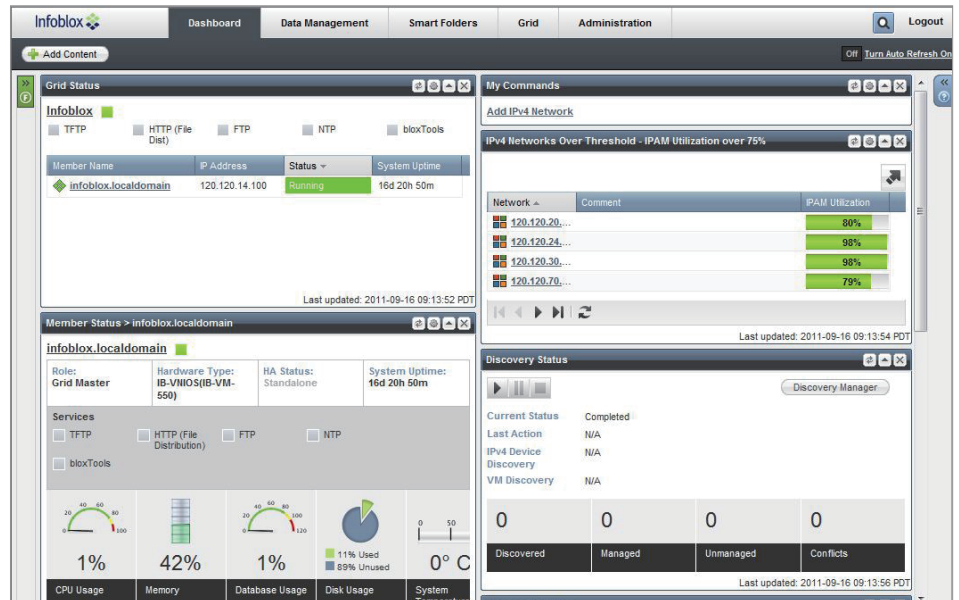 Infoblox
Dashboard
Data Management
Smart Folders
Grid
Administration
Logout
Add Content
Off Turn Auto Refresh On
Grid Status
Infoblox
TFTP
HTTP (File
Dist)
FTP
NTP
bloxTools
Member Name IP Address Status System Uptime
infoblox.localdomain 120.120.14.100 Running 16d 20h 50m
Last updated: 2011-09-16 09:13:52 PDT
My Commands
Add IPv4 Network
IPv4 Networks Over Threshold - IPAM Utilization over 75%
Network Comment IPAM Utilization
120.120.20.... 80%
120.120.24.... 98%
120.120.30.... 98%
120.120.70.... 79%
Last updated: 2011-09-16 09:13:54 PDT
Member Status > infoblox.localdomain
infoblox.localdomain
Role:
Grid Master
Hardware Type:
IB-VNIOS(IB-VM-
550)
HA Status:
Standalone
System Uptime:
16d 20h 50m
Services
TFTP
HTTP (File
Distribution)
FTP
NTP
bloxTools
0 20 40 60 80 100
1%
CPU Usage
42%
Memory
0 20 40 60 80 100 120
1%
Database Usage
11% Used
89% Unused
Disk Usage
0 50
0° C
System
Discovery Status
Discovery Manager
Current Status Completed
Last Action N/A
IPv4 Device
Discovery
N/A
VM Discovery N/A
0 0 0 0
Discovered Managed Unmanaged Conflicts
Last updated: 2011-09-16 09:13:56 PDT